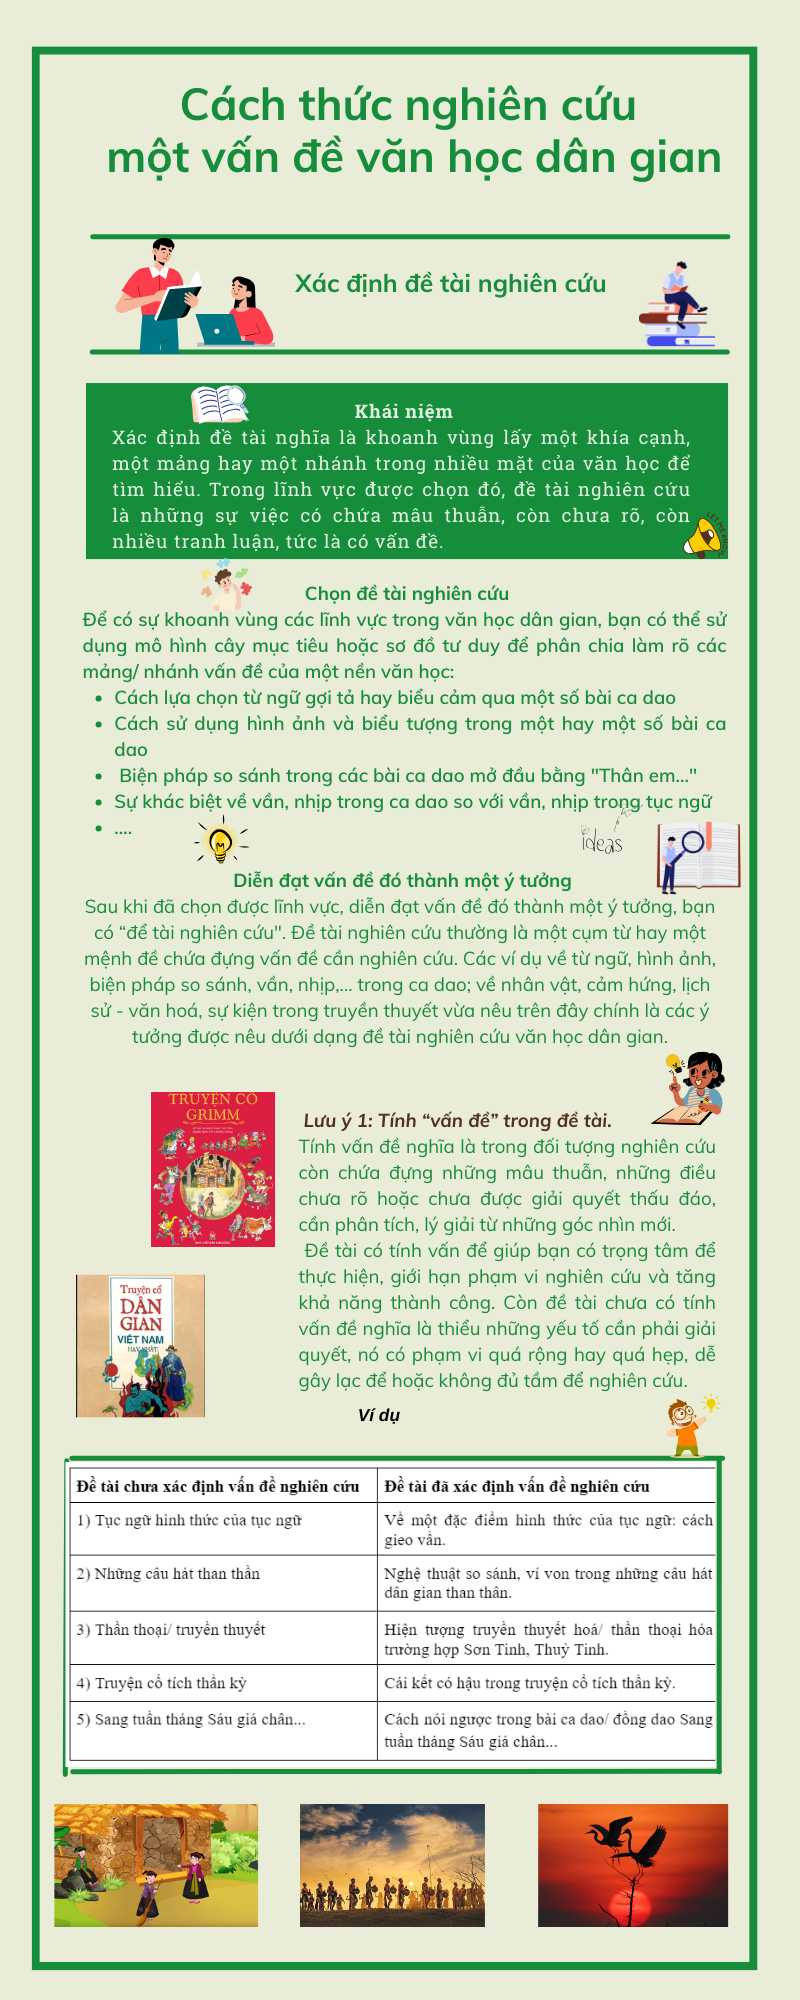 Cách thức nghiên cứu
một vấn đề văn học dân gian
Xác định đề tài nghiên cứu
Khái niệm
Xác định đề tài nghĩa là khoanh vùng lấy một khía cạnh,
một mảng hay một nhánh trong nhiều mặt của văn học để
tìm hiểu. Trong lĩnh vực được chọn đó, đề tài nghiên cứu
là những sự việc có chứa mâu thuẫn, còn chưa rõ, còn
nhiều tranh luận, tức là có vấn đề.
LET ME KNOW
Chọn đề tài nghiên cứu
Để có sự khoanh vùng các lĩnh vực trong văn học dân gian, bạn có thể sử
dụng mô hình cây mục tiêu hoặc sơ đồ tư duy để phân chia làm rõ các
mảng/ nhánh vấn đề của một nền văn học:
• Cách lựa chọn từ ngữ gợi tả hay biểu cảm qua một số bài ca dao
• Cách sử dụng hình ảnh và biểu tượng trong một hay một số bài ca
dao
• Biện pháp so sánh trong các bài ca dao mở đầu bằng "Thân em..."
• Sự khác biệt về vần, nhịp trong ca dao so với vần, nhịp trong tục ngữ
• ....
ideas
Diễn đạt vấn đề đó thành một ý tưởng
Sau khi đã chọn được lĩnh vực, diễn đạt vấn đề đó thành một ý tưởng, bạn
có “để tài nghiên cứu". Đề tài nghiên cứu thường là một cụm từ hay một
mệnh đề chứa đựng vấn đề cần nghiên cứu. Các ví dụ về từ ngữ, hình ảnh,
biện pháp so sánh, vần, nhịp,... trong ca dao; về nhân vật, cảm hứng, lịch
sử - văn hoá, sự kiện trong truyền thuyết vừa nêu trên đây chính là các ý
tưởng được nêu dưới dạng đề tài nghiên cứu văn học dân gian.
TRUYỆN CỔ
GRIMM
Lưu ý 1: Tính “vấn đề” trong đề tài.
Tính vấn đề nghĩa là trong đối tượng nghiên cứu
còn chứa đựng những mâu thuẫn, những điều
chưa rõ hoặc chưa được giải quyết thấu đáo,
cần phân tích, lý giải từ những góc nhìn mới.
Đề tài có tính vấn để giúp bạn có trọng tâm để
thực hiện, giới hạn phạm vi nghiên cứu và tăng
khả năng thành công. Còn đề tài chưa có tính
vấn đề nghĩa là thiểu những yếu tố cần phải giải
quyết, nó có phạm vi quá rộng hay quá hẹp, dễ
gây lạc để hoặc không đủ tầm để nghiên cứu.
Truyện cổ
DÂN
GIAN
VIỆT NAM
HAY NHẤT
Ví dụ
Đề tài chưa xác định vấn đề nghiên cứu
Đề tài đã xác định vấn đề nghiên cứu
1) Tục ngữ hình thức của tục ngữ
Về một đặc điểm hình thức của tục ngữ: cách
gieo vần.
2) Những câu hát than thần
Nghệ thuật so sánh, ví von trong những câu hát
dân gian than thân.
3) Thần thoại/ truyền thuyết
Hiện tượng truyền thuyết hoá/ thần thoại hóa
trường hợp Sơn Tinh, Thuỷ Tinh.
4) Truyện cổ tích thần kỳ
Cái kết có hậu trong truyện cổ tích thần kỳ.
5) Sang tuần tháng Sáu giá chân...
Cách nói ngược trong bài ca dao/ đồng dao Sang
tuần tháng Sáu giá chân...